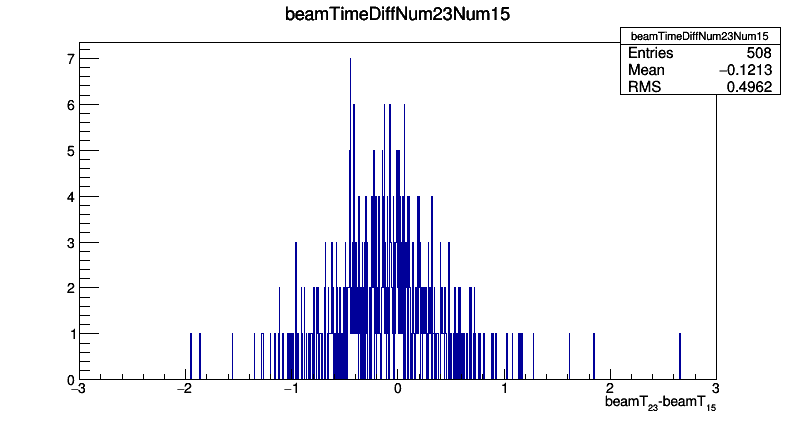 beamTimeDiffNum23Num15
beamTimeDiffNum23Num15
Entries 508
Mean −0.1213
RMS 0.4962
7
6
5
4
3
2
1
0
−3 −2 −1 0 1 2 3
beamT23-beamT15